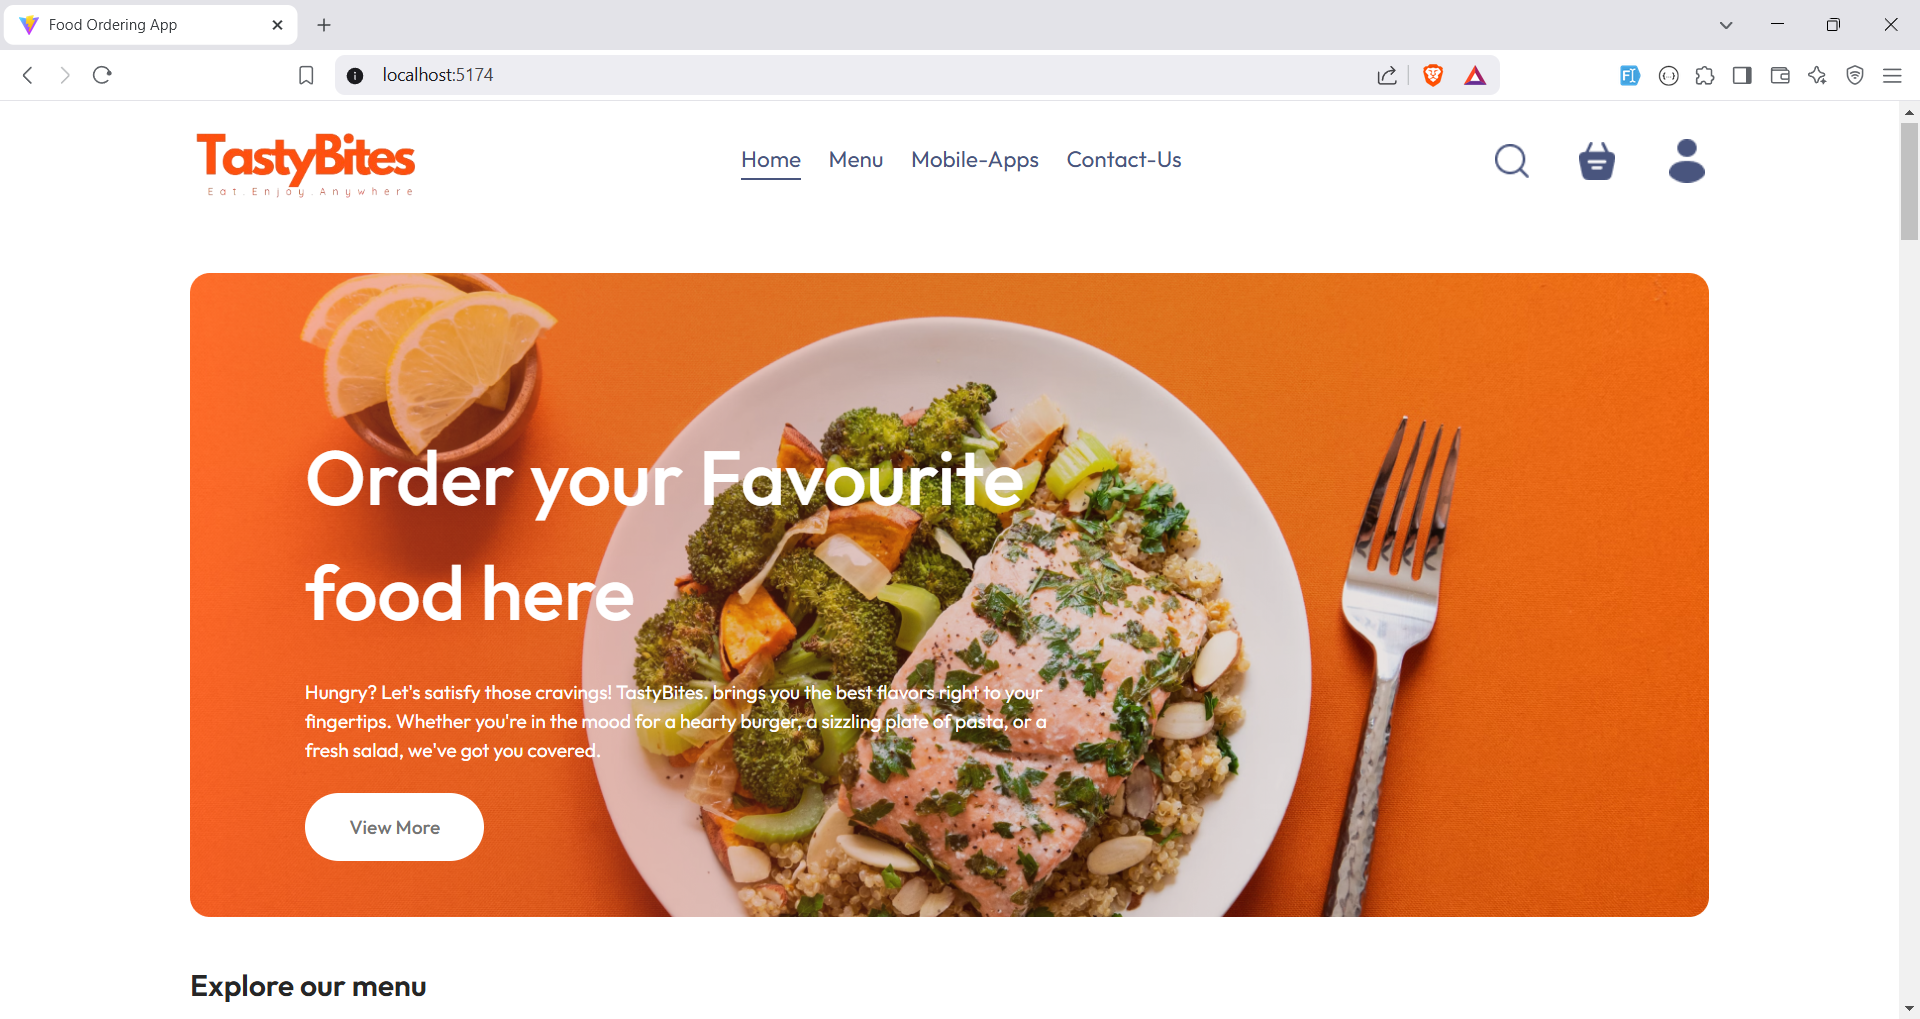 Food Ordering App
localhost:5174
TastyBites
Eat.Enjoy.Anywhere
Home
Menu
Mobile-Apps
Contact-Us
Order your Favourite
food here
Hungry? Let's satisfy those cravings! TastyBites. brings you the best flavors right to your
fingertips. Whether you're in the mood for a hearty burger, a sizzling plate of pasta, or a
fresh salad, we've got you covered.
View More
Explore our menu